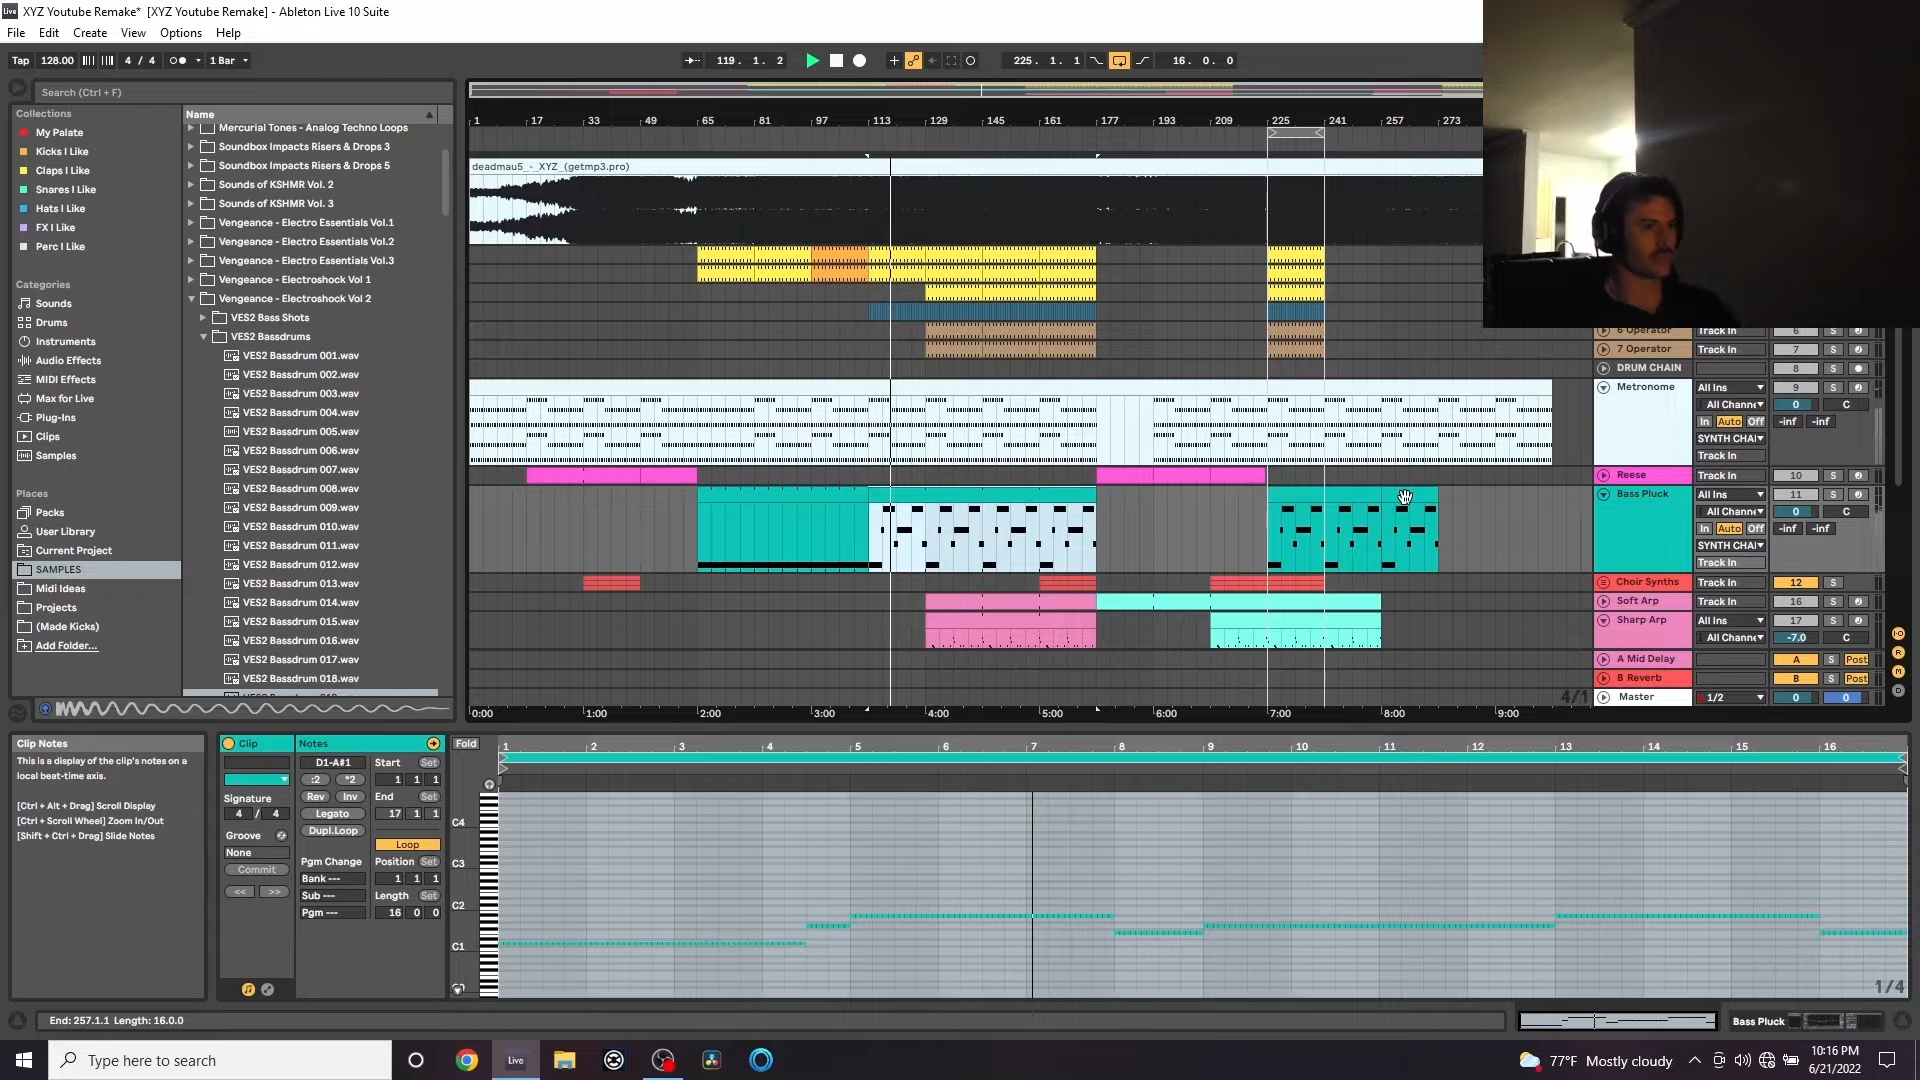 XYZ Youtube Remake*  [XYZ Youtube Remake] - Ableton Live 10 Suite
File Edit Create View Options Help
Tap 128.00 4 / 4 1 Bar 119. 1. 2 225. 1. 1 16. 0. 0
Search (Ctrl + F)
Collections
My Palate
Kicks I Like
Claps I Like
Snares I Like
Hats I Like
FX I Like
Perc I Like
Categories
Sounds
Drums
Instruments
Audio Effects
MIDI Effects
Max for Live
Plug-Ins
Clips
Samples
Places
Packs
User Library
Current Project
SAMPLES
Midi Ideas
Projects
(Made Kicks)
Add Folder...
Name
Mercurial Tones - Analog Techno Loops
Soundbox Impacts Risers & Drops 3
Soundbox Impacts Risers & Drops 5
Sounds of KSHMR Vol. 2
Sounds of KSHMR Vol. 3
Vengeance - Electro Essentials Vol.1
Vengeance - Electro Essentials Vol.2
Vengeance - Electro Essentials Vol.3
Vengeance - Electroshock Vol 1
Vengeance - Electroshock Vol 2
VES2 Bass Shots
VES2 Bassdrums
VES2 Bassdrum 001.wav
VES2 Bassdrum 002.wav
VES2 Bassdrum 003.wav
VES2 Bassdrum 004.wav
VES2 Bassdrum 005.wav
VES2 Bassdrum 006.wav
VES2 Bassdrum 007.wav
VES2 Bassdrum 008.wav
VES2 Bassdrum 009.wav
VES2 Bassdrum 010.wav
VES2 Bassdrum 011.wav
VES2 Bassdrum 012.wav
VES2 Bassdrum 013.wav
VES2 Bassdrum 014.wav
VES2 Bassdrum 015.wav
VES2 Bassdrum 016.wav
VES2 Bassdrum 017.wav
VES2 Bassdrum 018.wav
1 17 33 49 65 81 97 113 129 145 161 177 193 209 225 241 257 273
deadmau5_-_XYZ_(getmp3.pro)
6 Operator Track In 6 S
7 Operator Track In 7 S
DRUM CHAIN 8 S
Metronome All Ins 9 S
All Channe 0 C
In Auto Off -inf -inf
SYNTH CHAI
Track In
Reese Track In 10 S
Bass Pluck All Ins 11 S
All Channe 0 C
In Auto Off -inf -inf
SYNTH CHAI
Track In
Choir Synths Track In 12 S
Soft Arp Track In 16 S
Sharp Arp All Ins 17 S
All Channe -7.0 C
A Mid Delay A S Post
B Reverb B S Post
4/1 Master 1/2 0 0
0:00 1:00 2:00 3:00 4:00 5:00 6:00 7:00 8:00 9:00
Clip Notes
This is a display of the clip's notes on a
local beat-time axis.
[Ctrl + Alt + Drag] Scroll Display
[Ctrl + Scroll Wheel] Zoom In/Out
[Shift + Ctrl + Drag] Slide Notes
Clip
Signature
4 / 4
Groove
None
Commit
<< >>
Notes
D1-A#1 Start Set
:2 *2 1 1 1
Rev Inv End Set
Legato 17 1 1
Dupl.Loop
Loop
Pgm Change Position Set
Bank --- 1 1 1
Sub --- Length Set
Pgm --- 16 0 0
Fold 1 2 3 4 5 6 7 8 9 10 11 12 13 14 15 16
C4
C3
C2
C1
1/4
End: 257.1.1 Length: 16.0.0
Bass Pluck
Type here to search
Live
77°F Mostly cloudy
10:16 PM
6/21/2022